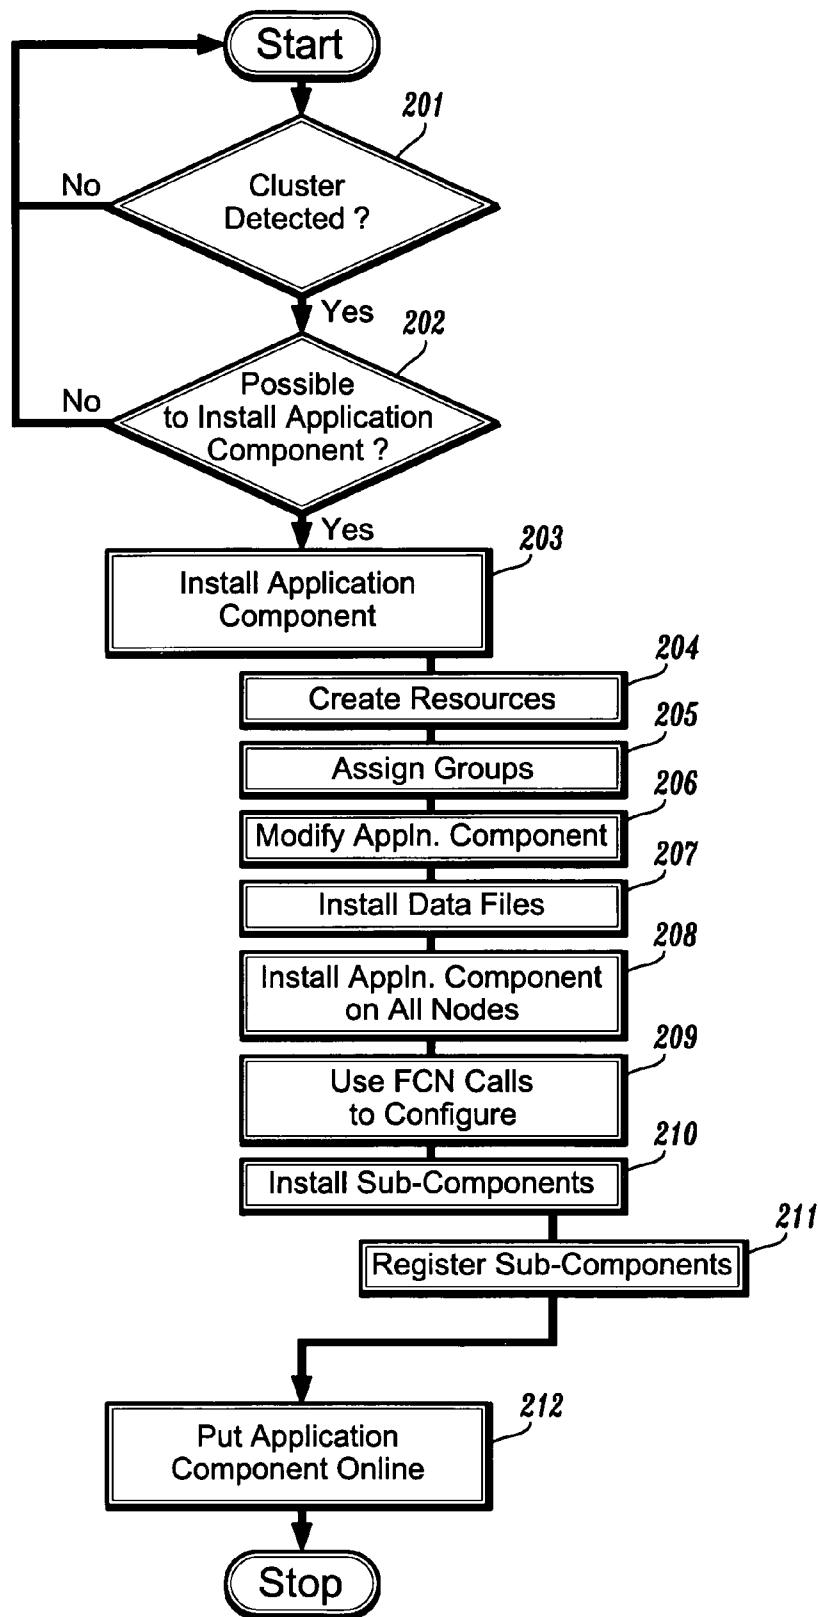 Start
201
Cluster
Detected ?
No
Yes
202
Possible
to Install Application
Component ?
No
Yes
203
Install Application
Component
204
Create Resources
205
Assign Groups
206
Modify Appln. Component
207
Install Data Files
208
Install Appln. Component
on All Nodes
209
Use FCN Calls
to Configure
210
Install Sub-Components
211
Register Sub-Components
212
Put Application
Component Online
Stop